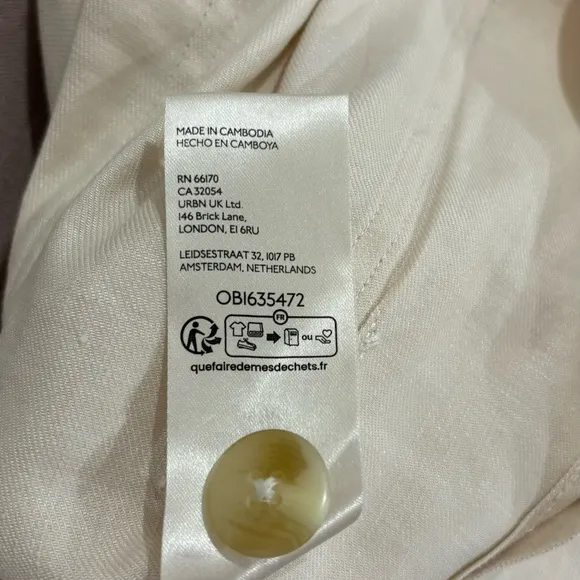 MADE IN CAMBODIA
HECHO EN CAMBOYA
RN 66170
CA 32054
URBN UK Ltd.
146 Brick Lane,
LONDON, E1 6RU
LEIDSESTRAAT 32, 1017 PB
AMSTERDAM, NETHERLANDS
OB1635472
FR
ou
quefairedemesdechets.fr